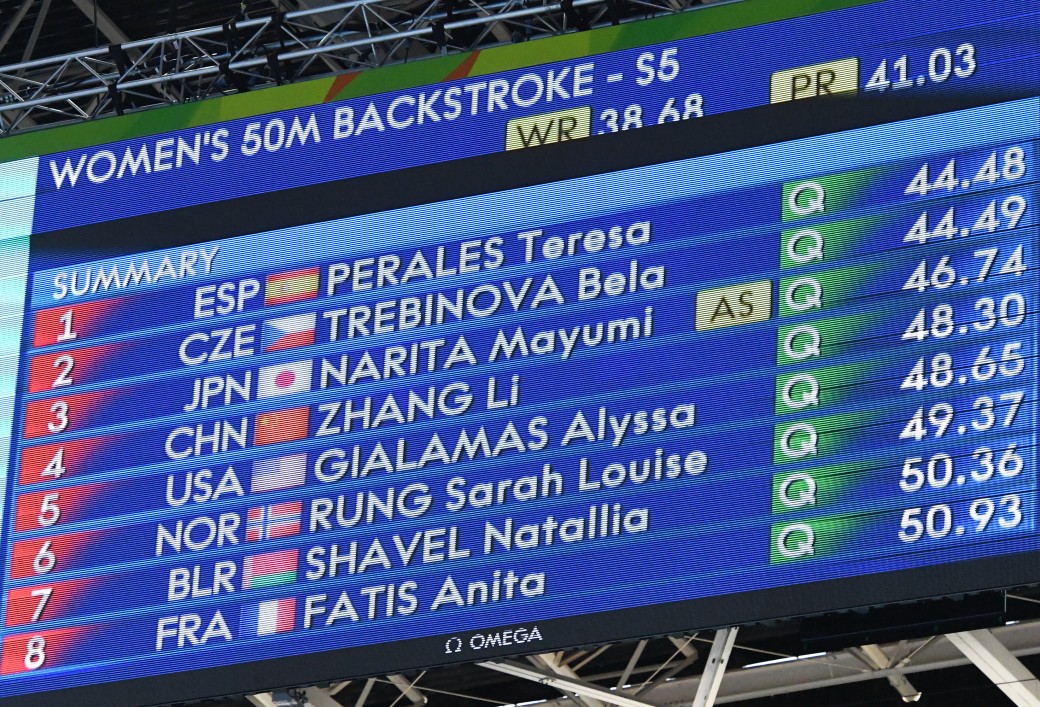 WOMEN'S 50M BACKSTROKE - S5
WR 38.68 PR 41.03
SUMMARY
1 ESP PERALES Teresa Q 44.48
2 CZE TREBINOVA Bela Q 44.49
3 JPN NARITA Mayumi AS Q 46.74
4 CHN ZHANG Li Q 48.30
5 USA GIALAMAS Alyssa Q 48.65
6 NOR RUNG Sarah Louise Q 49.37
7 BLR SHAVEL Natallia Q 50.36
8 FRA FATIS Anita Q 50.93
Ω OMEGA